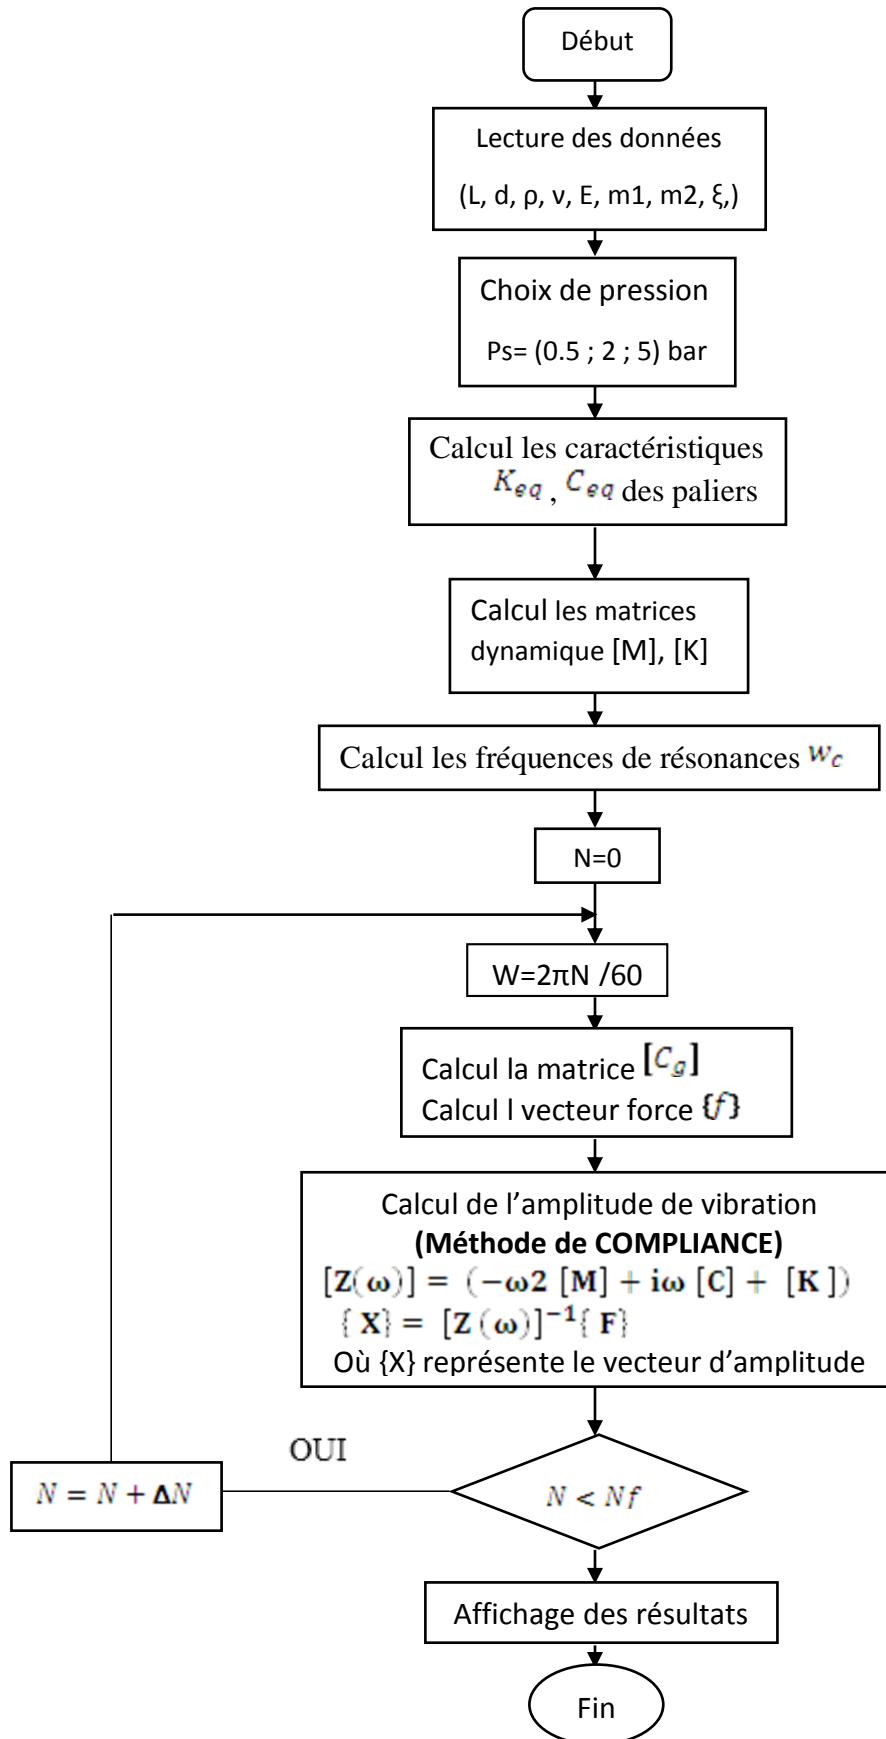 Début
Lecture des données
(L, d, ρ, ν, E, m1, m2, ξ,)
Choix de pression
Ps= (0.5 ; 2 ; 5) bar
Calcul les caractéristiques
K_eq , C_eq des paliers
Calcul les matrices
dynamique [M], [K]
Calcul les fréquences de résonances w_c
N=0
W=2πN /60
Calcul la matrice [C_g]
Calcul l vecteur force {f}
Calcul de l’amplitude de vibration
(Méthode de COMPLIANCE)
[Z(ω)] = (−ω2 [M] + iω [C] + [K ])
{ X} = [Z (ω)]⁻¹{ F}
Où {X} représente le vecteur d’amplitude
OUI
N = N + ΔN
N < Nf
Affichage des résultats
Fin